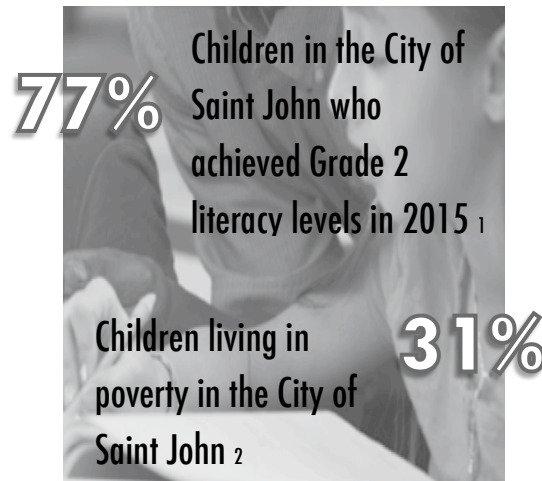 77%
Children in the City of
Saint John who
achieved Grade 2
literacy levels in 2015 1
Children living in
poverty in the City of
Saint John 2
31%